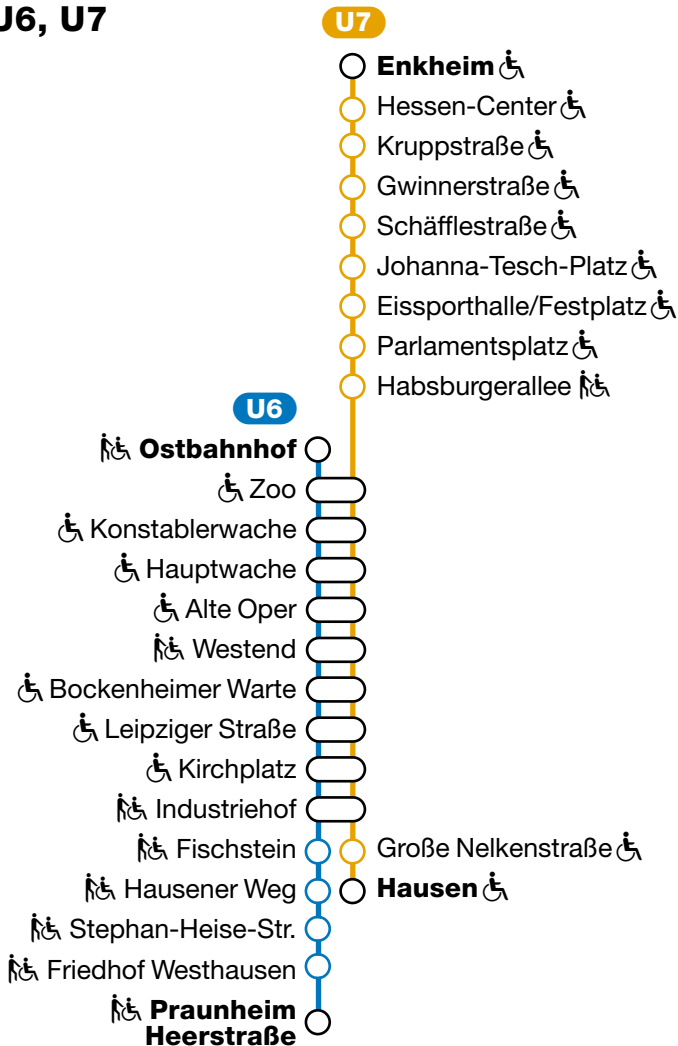 U6, U7
U7
Enkheim
Hessen-Center
Kruppstraße
Gwinnerstraße
Schäfflestraße
Johanna-Tesch-Platz
Eissporthalle/Festplatz
Parlamentsplatz
Habsburgerallee
U6
Ostbahnhof
Zoo
Konstablerwache
Hauptwache
Alte Oper
Westend
Bockenheimer Warte
Leipziger Straße
Kirchplatz
Industriehof
Fischstein
Große Nelkenstraße
Hausener Weg
Hausen
Stephan-Heise-Str.
Friedhof Westhausen
Praunheim
Heerstraße